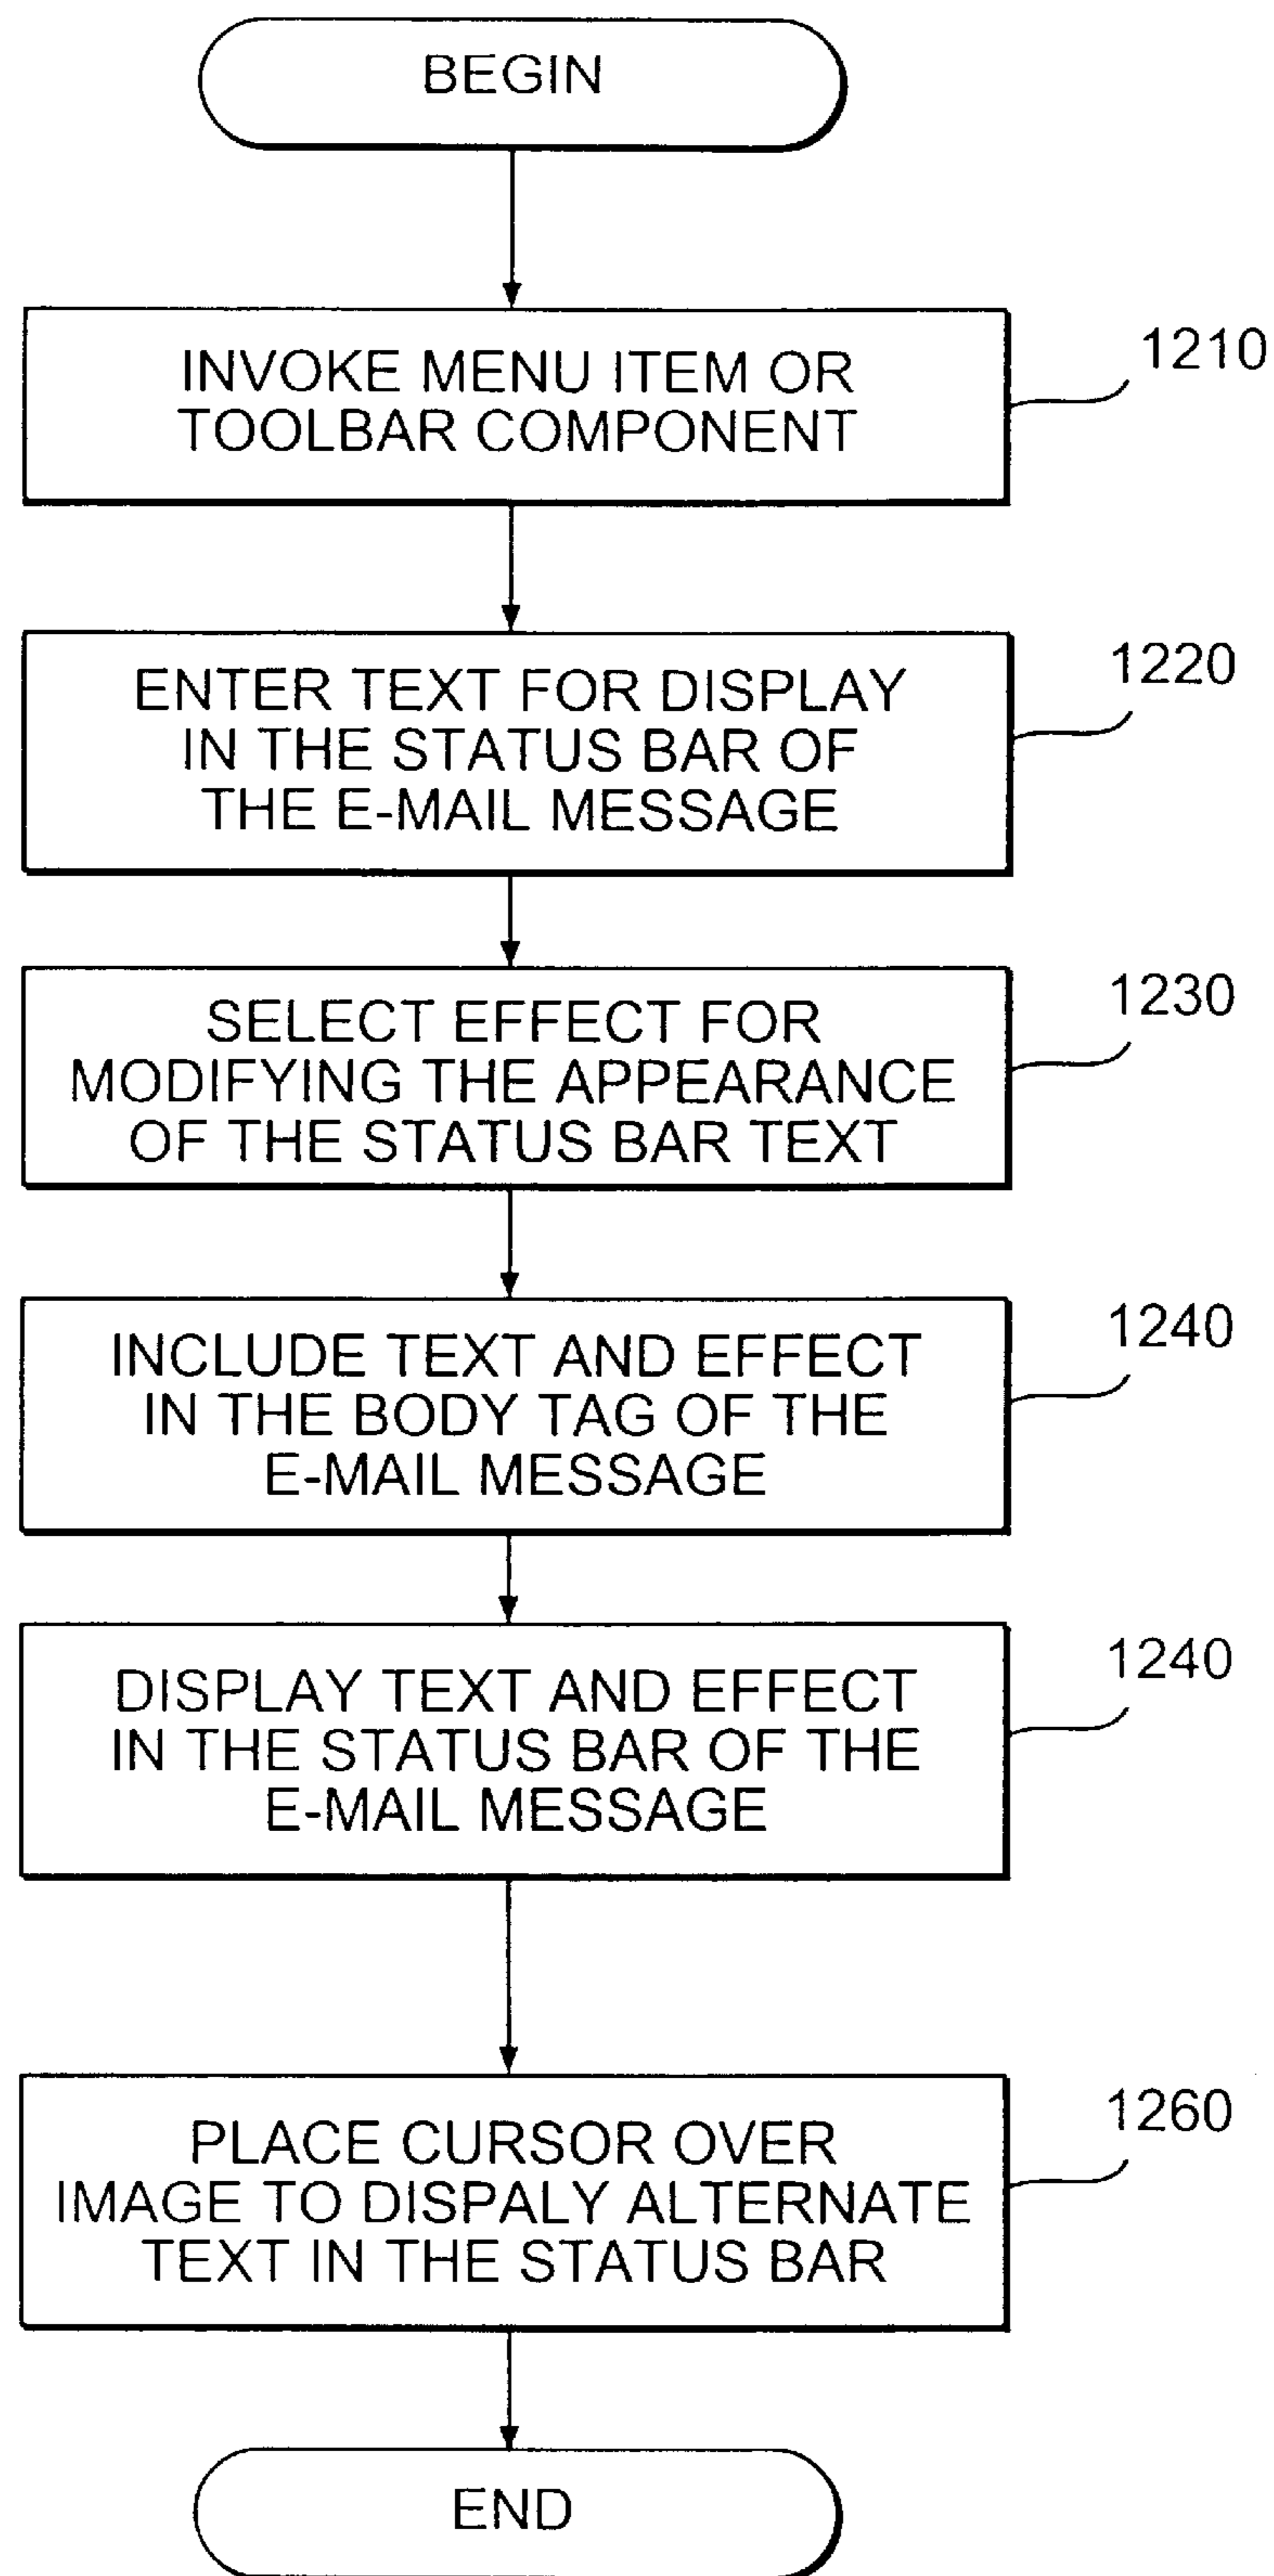 BEGIN
INVOKE MENU ITEM OR
TOOLBAR COMPONENT
1210
ENTER TEXT FOR DISPLAY
IN THE STATUS BAR OF
THE E-MAIL MESSAGE
1220
SELECT EFFECT FOR
MODIFYING THE APPEARANCE
OF THE STATUS BAR TEXT
1230
INCLUDE TEXT AND EFFECT
IN THE BODY TAG OF THE
E-MAIL MESSAGE
1240
DISPLAY TEXT AND EFFECT
IN THE STATUS BAR OF THE
E-MAIL MESSAGE
1240
PLACE CURSOR OVER
IMAGE TO DISPALY ALTERNATE
TEXT IN THE STATUS BAR
1260
END